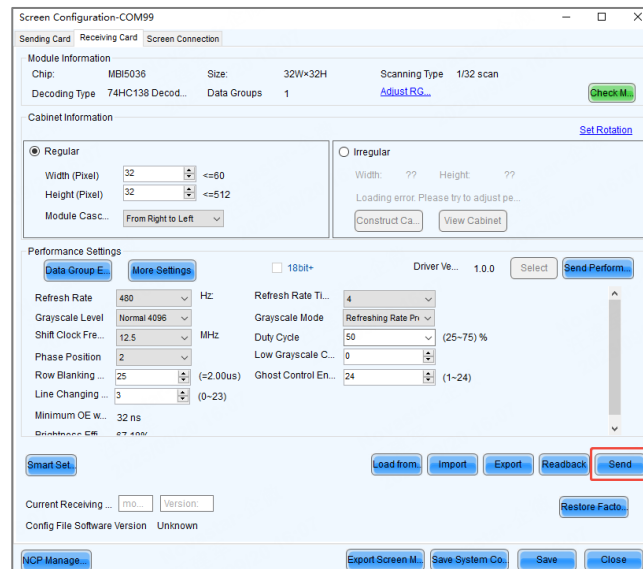 Screen Configuration-COM99
Sending Card Receiving Card Screen Connection
Module Information
Chip: MBI5036 Size: 32W×32H Scanning Type 1/32 scan
Decoding Type 74HC138 Decod... Data Groups 1 Adjust RG... Check M...
Cabinet Information
Set Rotation
Regular Irregular
Width (Pixel) 32 <=60 Width: ?? Height: ??
Height (Pixel) 32 <=512 Loading error. Please try to adjust pe...
Module Casc... From Right to Left Construct Ca... View Cabinet
Performance Settings
Data Group E... More Settings 18bit+ Driver Ve... 1.0.0 Select Send Perform...
Refresh Rate 480 Hz Refresh Rate Ti... 4
Grayscale Level Normal 4096 Grayscale Mode Refreshing Rate Pri
Shift Clock Fre... 12.5 MHz Duty Cycle 50 (25~75) %
Phase Position 2 Low Grayscale C... 0
Row Blanking ... 25 (=2.00us) Ghost Control En... 24 (1~24)
Line Changing ... 3 (0~23)
Minimum OE w... 32 ns
Brightness Effi... 67.19%
Smart Set... Load from... Import Export Readback Send
Current Receiving ... mo... Version: Restore Facto...
Config File Software Version Unknown
NCP Manage... Export Screen M... Save System Co... Save Close